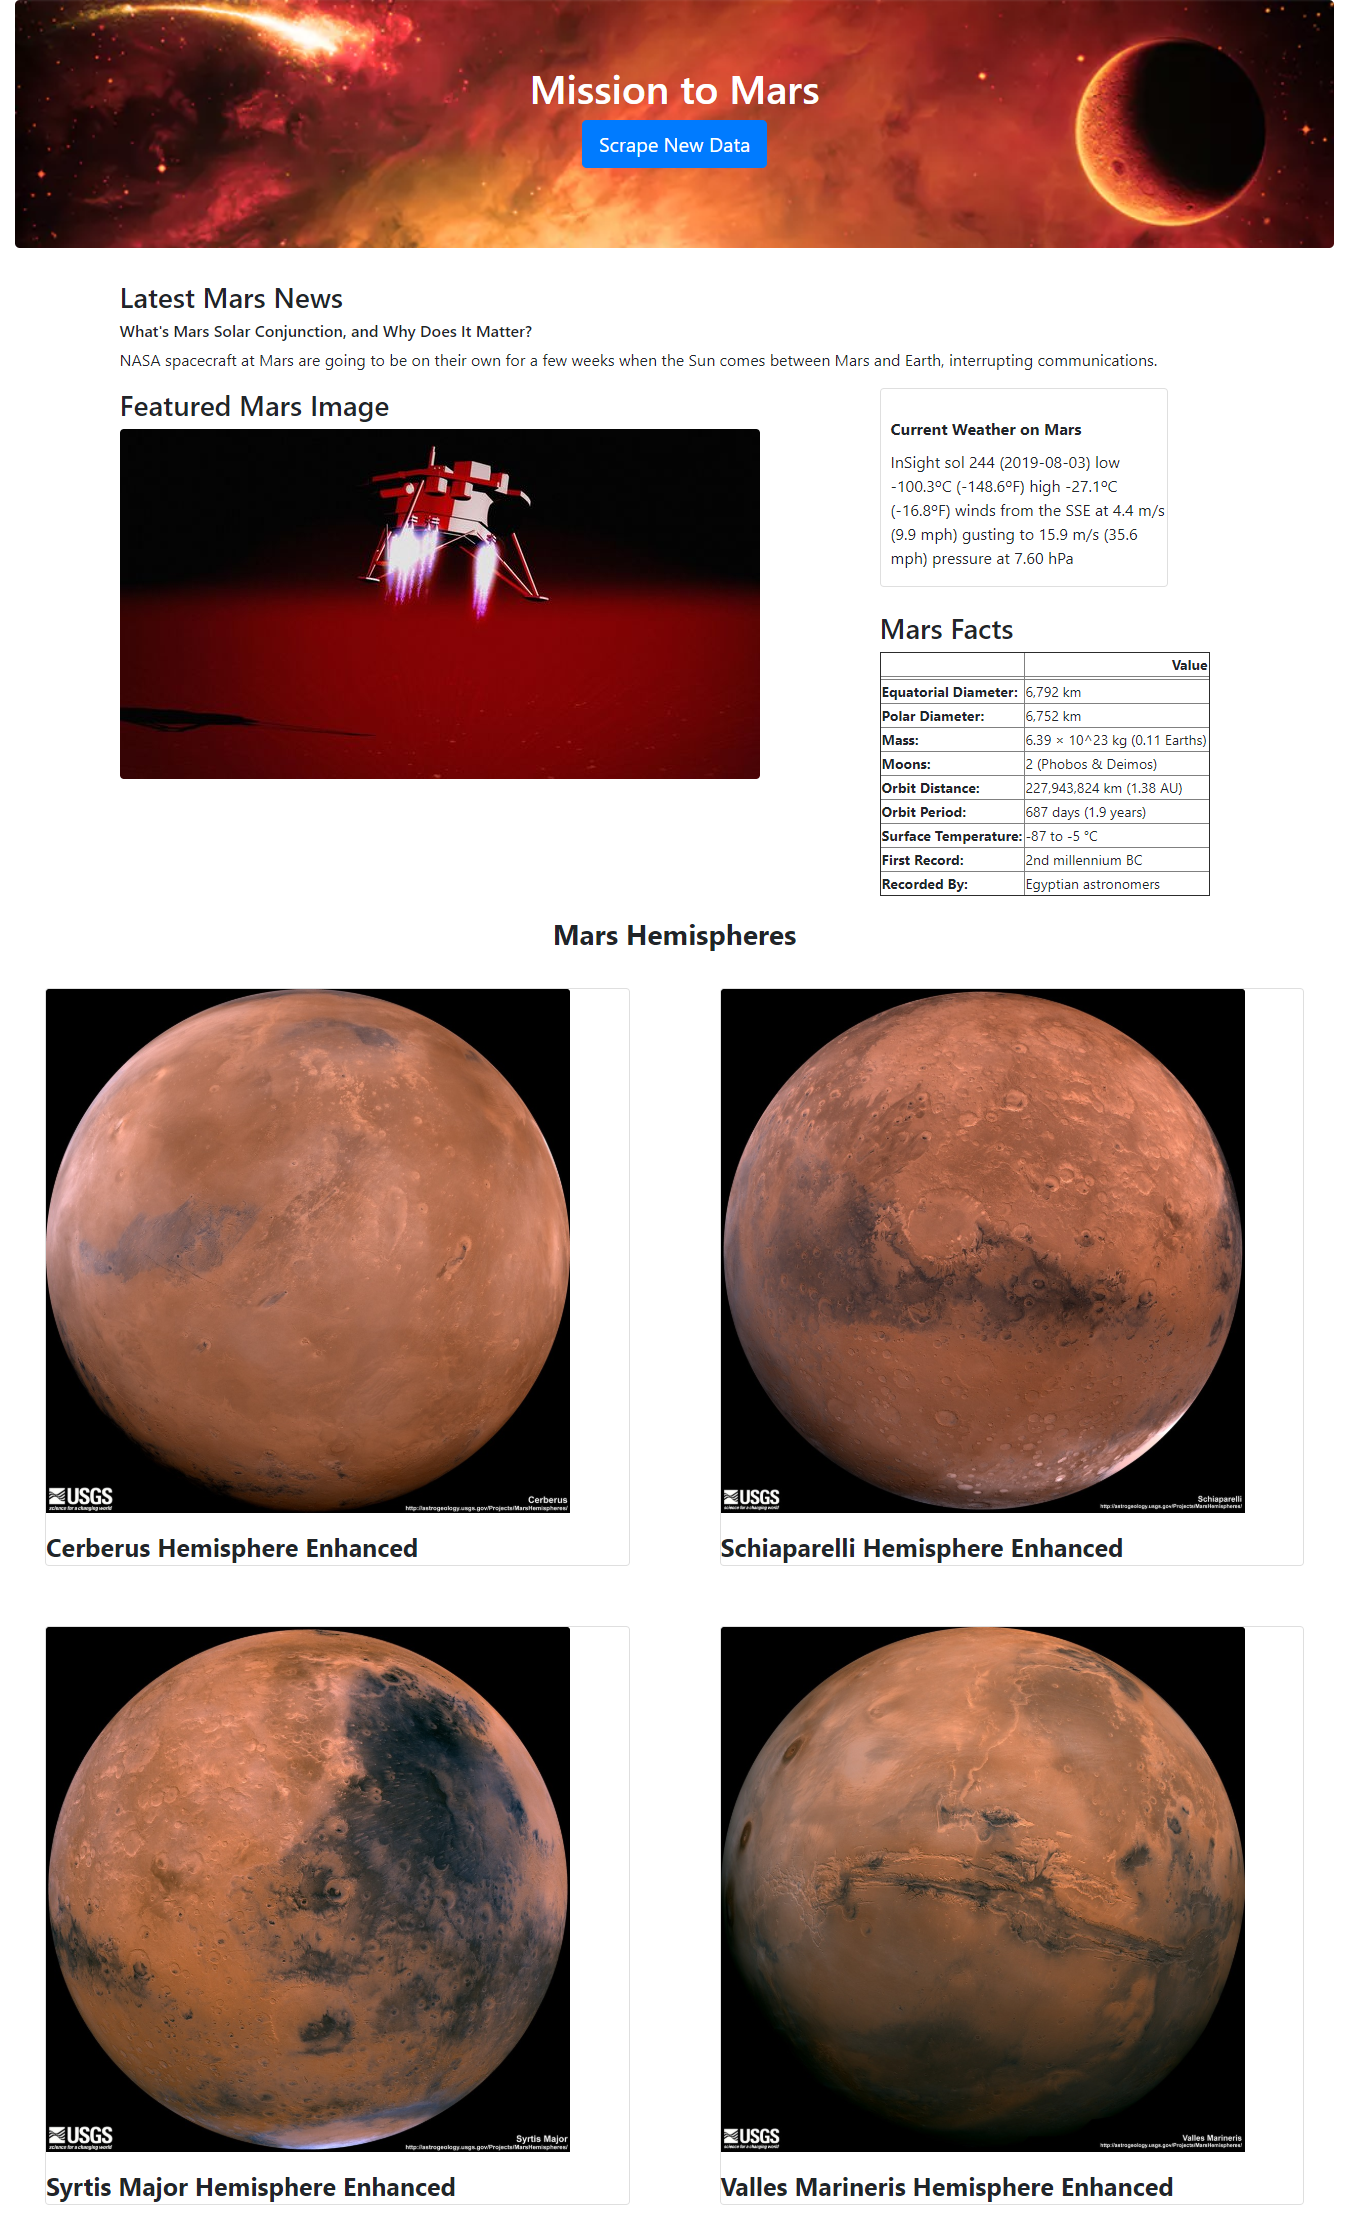 Mission to Mars
Scrape New Data
Latest Mars News
What's Mars Solar Conjunction, and Why Does It Matter?
NASA spacecraft at Mars are going to be on their own for a few weeks when the Sun comes between Mars and Earth, interrupting communications.
Featured Mars Image
Current Weather on Mars
InSight sol 244 (2019-08-03) low
-100.3ºC (-148.6ºF) high -27.1ºC
(-16.8ºF) winds from the SSE at 4.4 m/s
(9.9 mph) gusting to 15.9 m/s (35.6
mph) pressure at 7.60 hPa
Mars Facts
Value
Equatorial Diameter: 6,792 km
Polar Diameter: 6,752 km
Mass: 6.39 × 10^23 kg (0.11 Earths)
Moons: 2 (Phobos & Deimos)
Orbit Distance: 227,943,824 km (1.38 AU)
Orbit Period: 687 days (1.9 years)
Surface Temperature: -87 to -5 °C
First Record: 2nd millennium BC
Recorded By: Egyptian astronomers
Mars Hemispheres
USGS
science for a changing world
Cerberus
http://astrogeology.usgs.gov/Projects/MarsHemispheres/
Cerberus Hemisphere Enhanced
USGS
science for a changing world
Schiaparelli
http://astrogeology.usgs.gov/Projects/MarsHemispheres/
Schiaparelli Hemisphere Enhanced
USGS
science for a changing world
Syrtis Major
http://astrogeology.usgs.gov/Projects/MarsHemispheres/
Syrtis Major Hemisphere Enhanced
USGS
science for a changing world
Valles Marineris
http://astrogeology.usgs.gov/Projects/MarsHemispheres/
Valles Marineris Hemisphere Enhanced